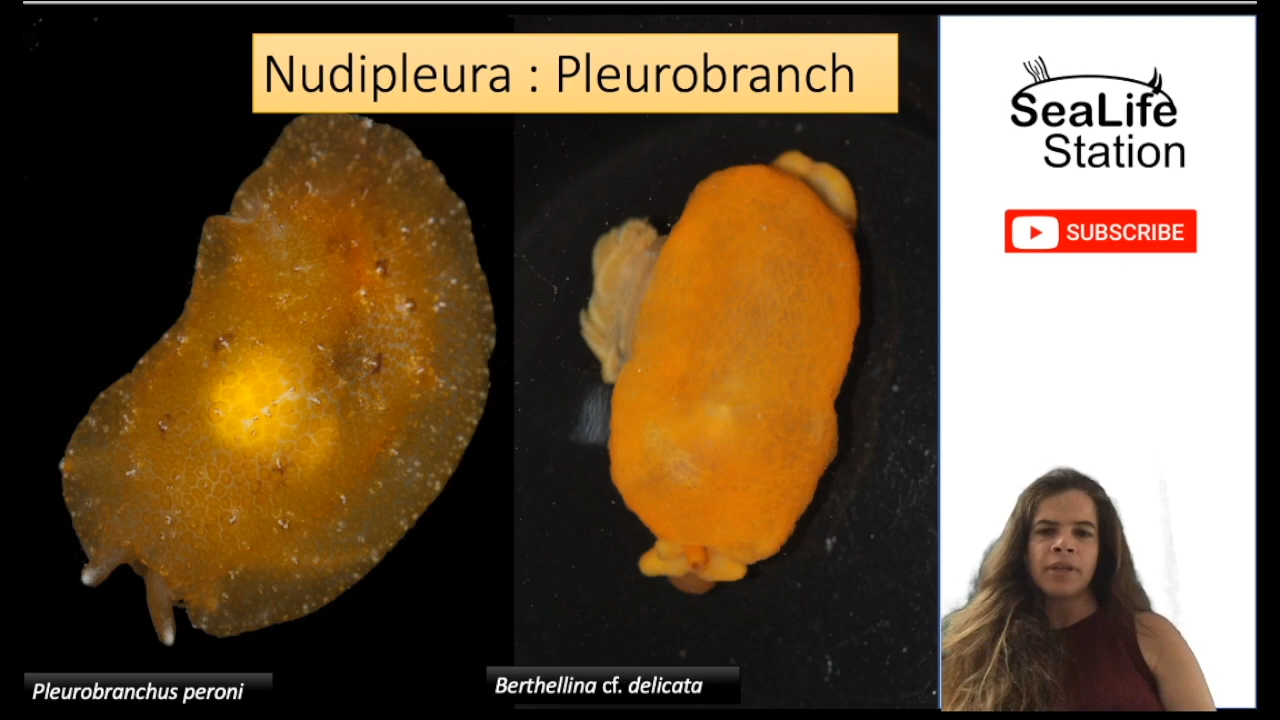 Nudipleura : Pleurobranch
SeaLife
Station
SUBSCRIBE
Pleurobranchus peroni
Berthellina cf. delicata